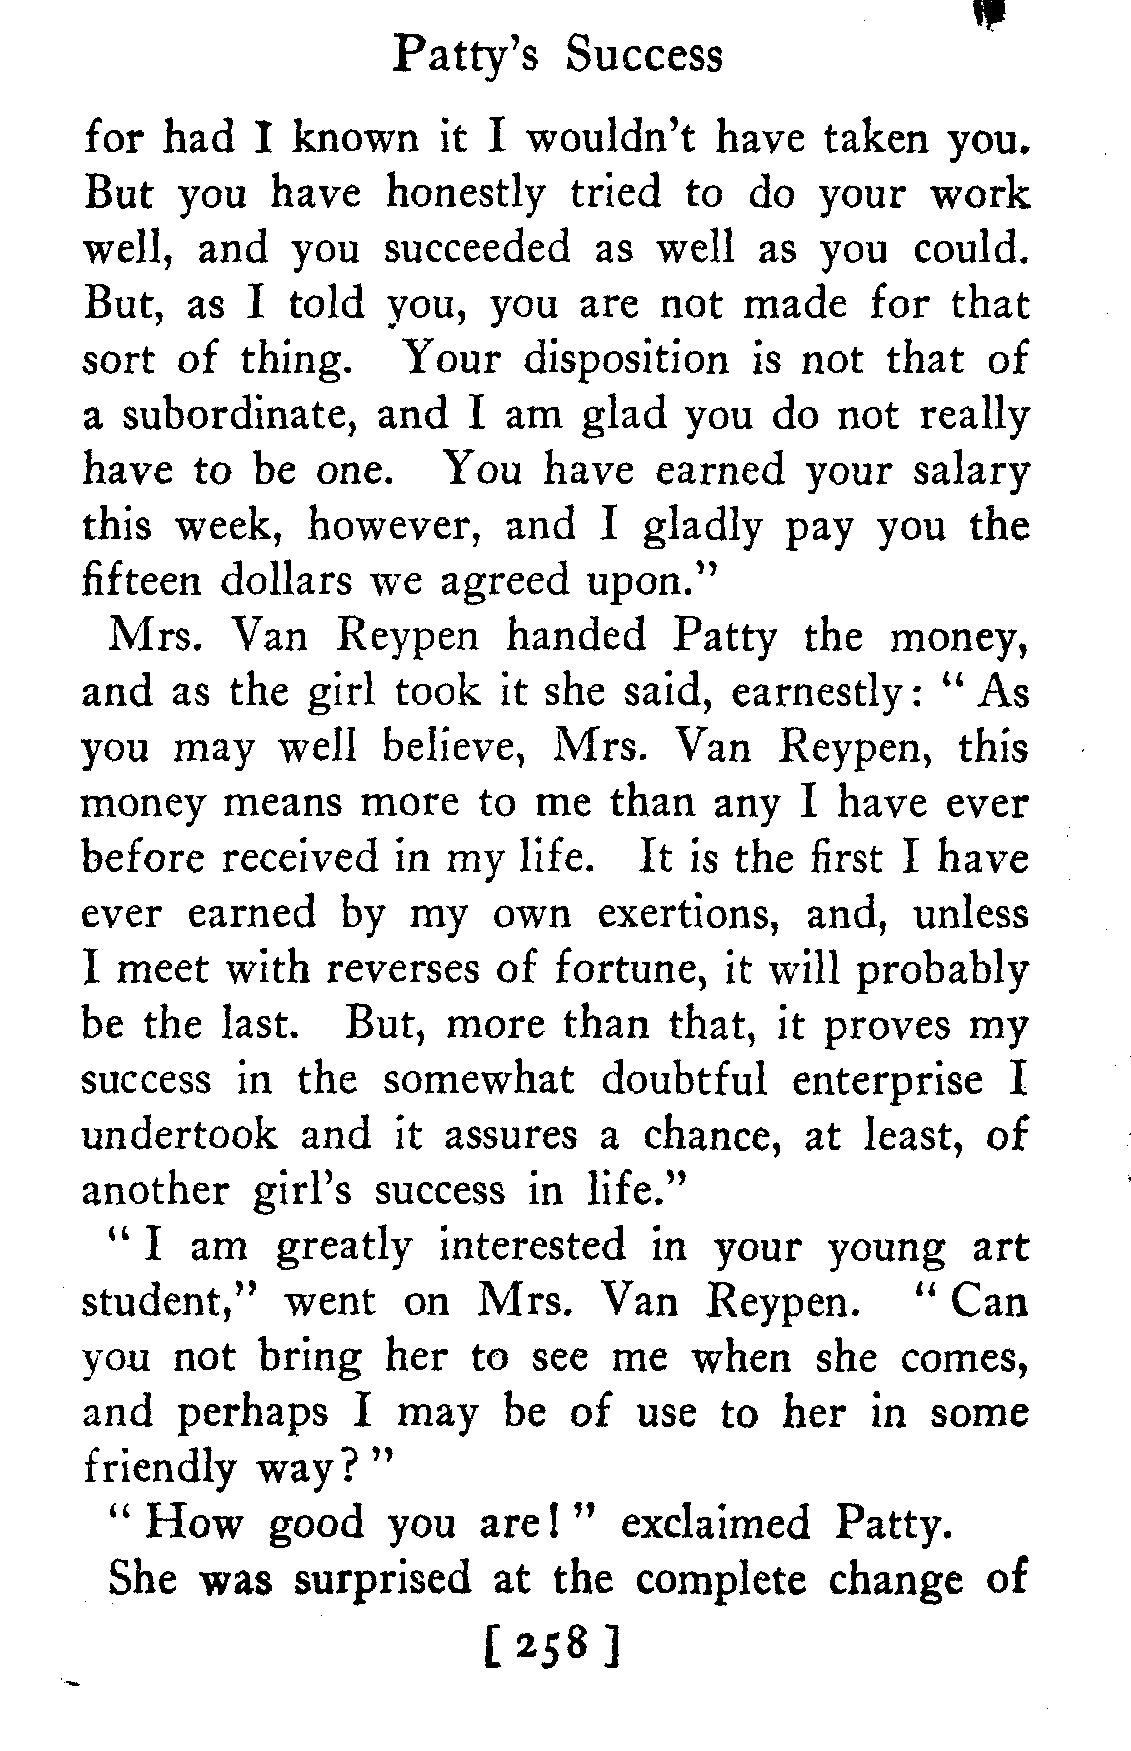 Patty's Success
for had I known it I wouldn't have taken you.
But you have honestly tried to do your work
well, and you succeeded as well as you could.
But, as I told you, you are not made for that
sort of thing. Your disposition is not that of
a subordinate, and I am glad you do not really
have to be one. You have earned your salary
this week, however, and I gladly pay you the
fifteen dollars we agreed upon."
Mrs. Van Reypen handed Patty the money,
and as the girl took it she said, earnestly: " As
you may well believe, Mrs. Van Reypen, this
money means more to me than any I have ever
before received in my life. It is the first I have
ever earned by my own exertions, and, unless
I meet with reverses of fortune, it will probably
be the last. But, more than that, it proves my
success in the somewhat doubtful enterprise I
undertook and it assures a chance, at least, of
another girl's success in life."
" I am greatly interested in your young art
student," went on Mrs. Van Reypen. " Can
you not bring her to see me when she comes,
and perhaps I may be of use to her in some
friendly way? "
" How good you are! " exclaimed Patty.
She was surprised at the complete change of
[ 258 ]